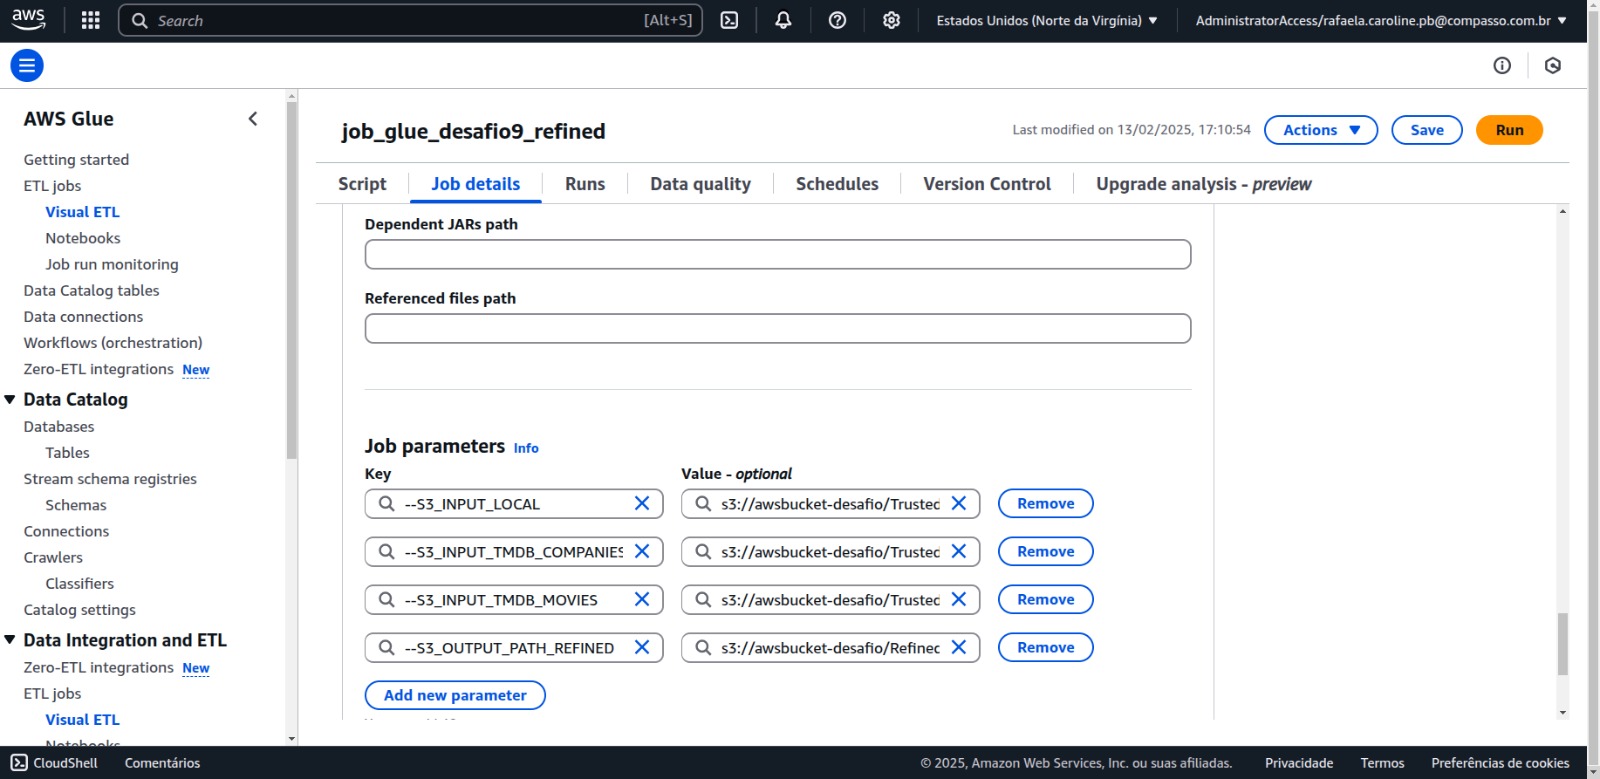 aws
Search [Alt+S]
Estados Unidos (Norte da Virgínia)
AdministratorAccess/rafaela.caroline.pb@compasso.com.br
AWS Glue
Getting started
ETL jobs
Visual ETL
Notebooks
Job run monitoring
Data Catalog tables
Data connections
Workflows (orchestration)
Zero-ETL integrations New
Data Catalog
Databases
Tables
Stream schema registries
Schemas
Connections
Crawlers
Classifiers
Catalog settings
Data Integration and ETL
Zero-ETL integrations New
ETL jobs
Visual ETL
Notebooks
job_glue_desafio9_refined
Last modified on 13/02/2025, 17:10:54
Actions
Save
Run
Script
Job details
Runs
Data quality
Schedules
Version Control
Upgrade analysis - preview
Dependent JARs path
Referenced files path
Job parameters Info
Key
Value - optional
--S3_INPUT_LOCAL
s3://awsbucket-desafio/Trusted
Remove
--S3_INPUT_TMDB_COMPANIES
s3://awsbucket-desafio/Trusted
Remove
--S3_INPUT_TMDB_MOVIES
s3://awsbucket-desafio/Trusted
Remove
--S3_OUTPUT_PATH_REFINED
s3://awsbucket-desafio/Refined
Remove
Add new parameter
CloudShell
Comentários
© 2025, Amazon Web Services, Inc. ou suas afiliadas.
Privacidade
Termos
Preferências de cookies